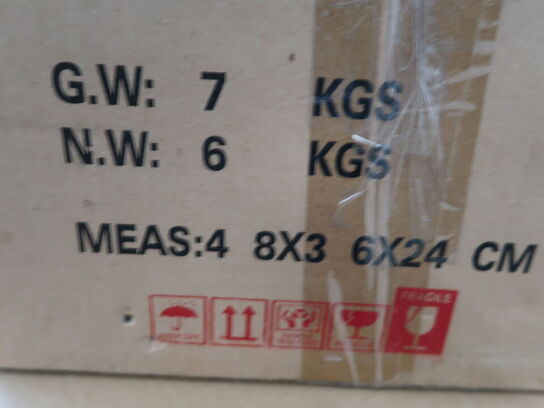 G.W: 7 KGS
N.W: 6 KGS
MEAS:4 8X3 6X24 CM
FRAGILE